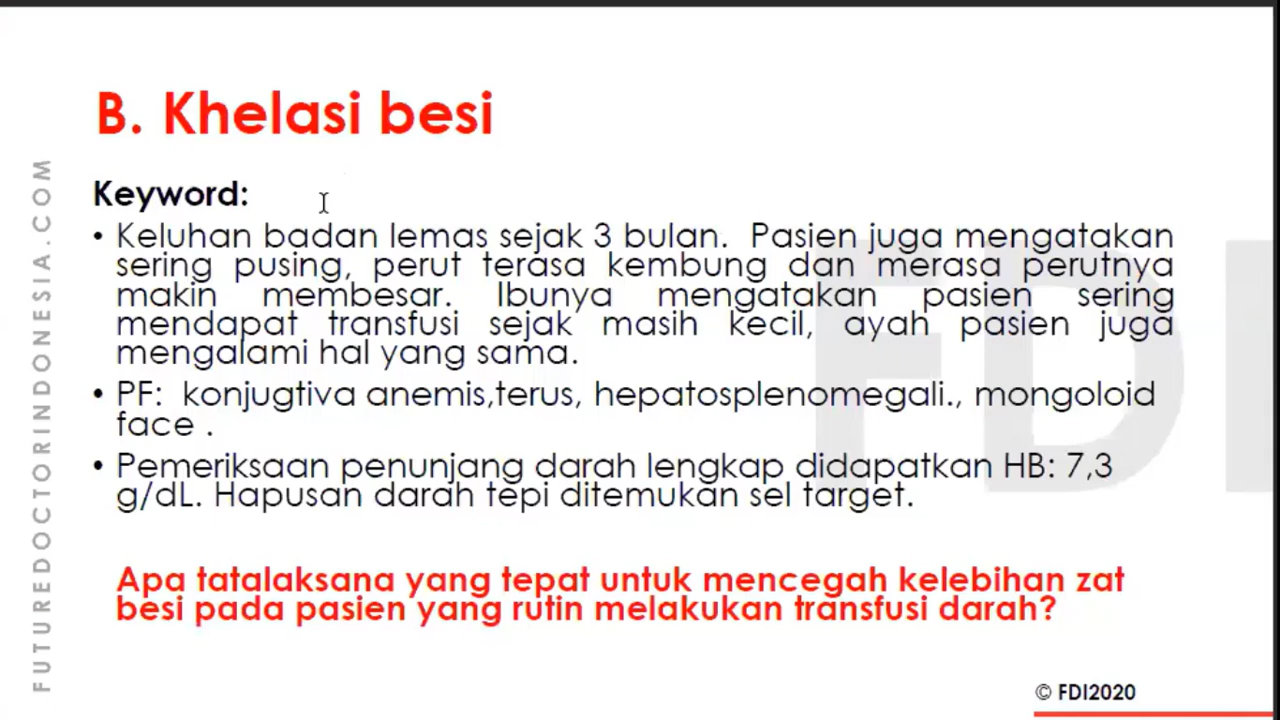 B. Khelasi besi
Keyword:
• Keluhan badan lemas sejak 3 bulan. Pasien juga mengatakan
sering pusing, perut terasa kembung dan merasa perutnya
makin membesar. Ibunya mengatakan pasien sering
mendapat transfusi sejak masih kecil, ayah pasien juga
mengalami hal yang sama.
• PF: konjugtiva anemis,terus, hepatosplenomegali., mongoloid
face .
• Pemeriksaan penunjang darah lengkap didapatkan HB: 7,3
g/dL. Hapusan darah tepi ditemukan sel target.
Apa tatalaksana yang tepat untuk mencegah kelebihan zat
besi pada pasien yang rutin melakukan transfusi darah?
FUTUREDOCTORINDONESIA.COM
FDI
© FDI2020